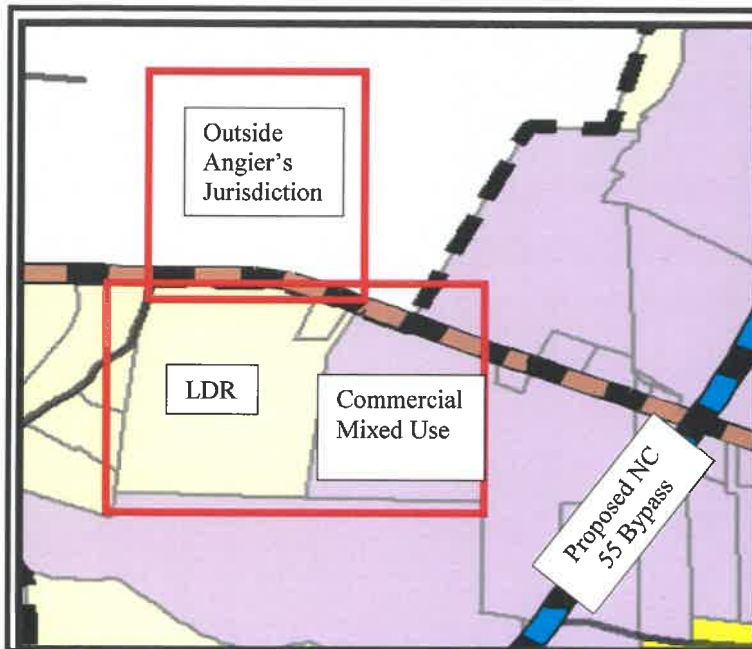 Outside
Angier's
Jurisdiction
LDR
Commercial
Mixed Use
Proposed NC
55 Bypass